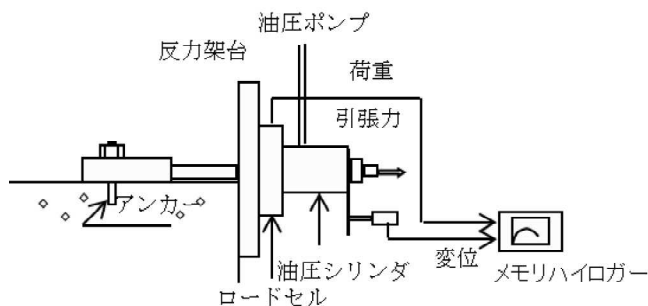 油圧ポンプ
反力架台
荷重
引張力
アンカー
油圧シリンダ
変位
メモリハイロガー
ロードセル